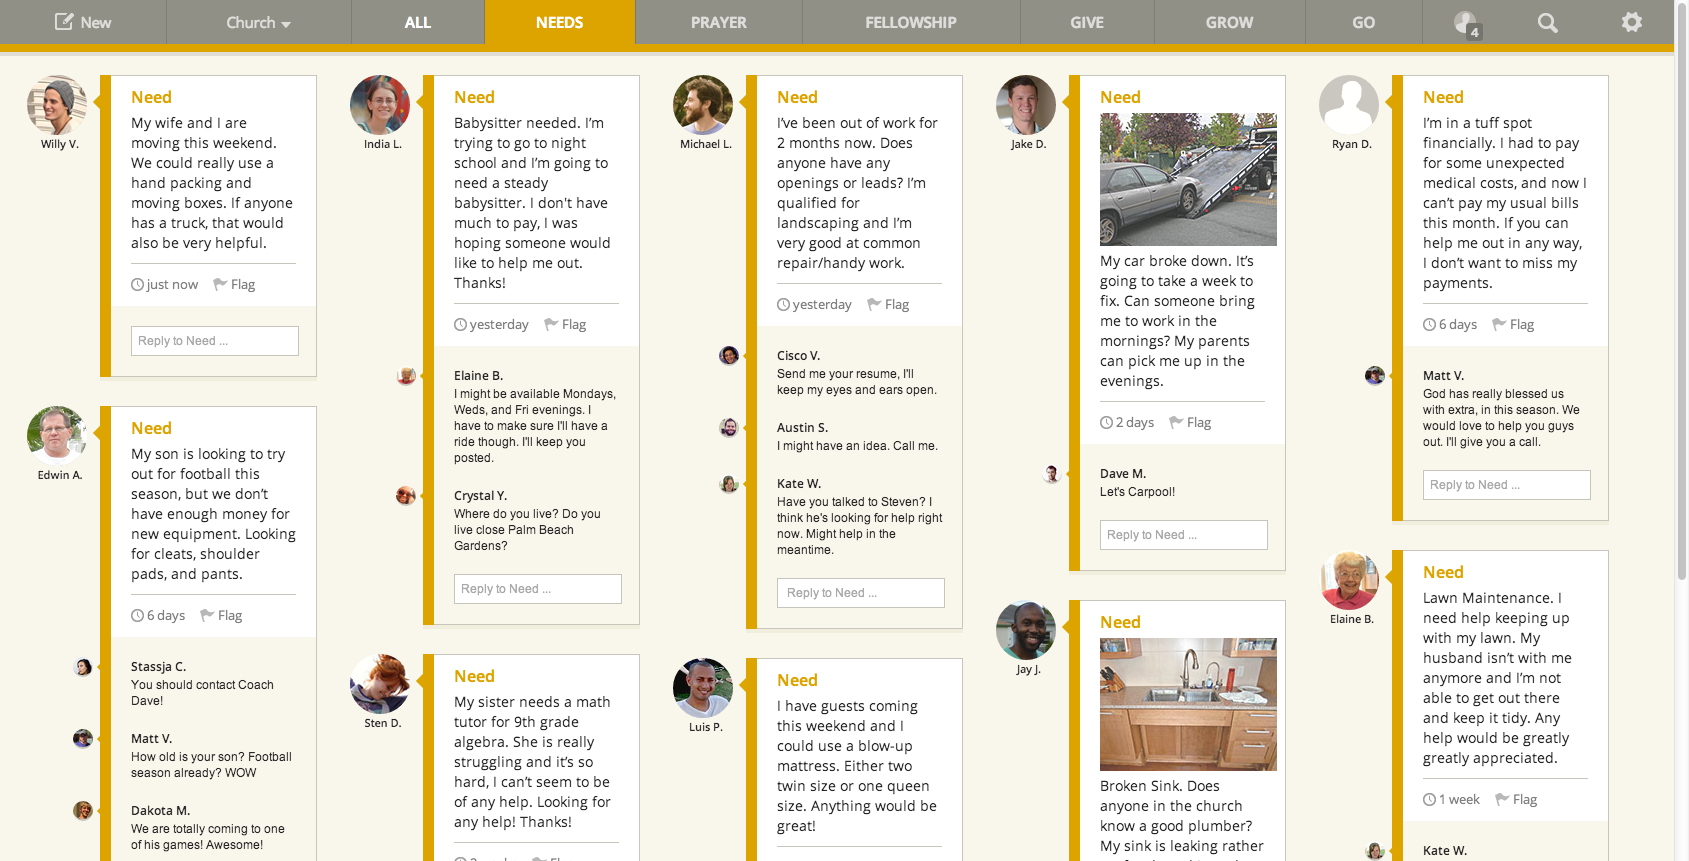 New
Church
ALL
NEEDS
PRAYER
FELLOWSHIP
GIVE
GROW
GO
4
Willy V.
Need
My wife and I are
moving this weekend.
We could really use a
hand packing and
moving boxes. If anyone
has a truck, that would
also be very helpful.
just now Flag
Reply to Need ...
Edwin A.
Need
My son is looking to try
out for football this
season, but we don’t
have enough money for
new equipment. Looking
for cleats, shoulder
pads, and pants.
6 days Flag
Stassja C.
You should contact Coach
Dave!
Matt V.
How old is your son? Football
season already? WOW
Dakota M.
We are totally coming to one
of his games! Awesome!
India L.
Need
Babysitter needed. I’m
trying to go to night
school and I’m going to
need a steady
babysitter. I don't have
much to pay, I was
hoping someone would
like to help me out.
Thanks!
yesterday Flag
Elaine B.
I might be available Mondays,
Weds, and Fri evenings. I
have to make sure I'll have a
ride though. I'll keep you
posted.
Crystal Y.
Where do you live? Do you
live close Palm Beach
Gardens?
Reply to Need ...
Sten D.
Need
My sister needs a math
tutor for 9th grade
algebra. She is really
struggling and it’s so
hard, I can’t seem to be
of any help. Looking for
any help! Thanks!
Michael L.
Need
I’ve been out of work for
2 months now. Does
anyone have any
openings or leads? I’m
qualified for
landscaping and I’m
very good at common
repair/handy work.
yesterday Flag
Cisco V.
Send me your resume, I'll
keep my eyes and ears open.
Austin S.
I might have an idea. Call me.
Kate W.
Have you talked to Steven? I
think he's looking for help right
now. Might help in the
meantime.
Reply to Need ...
Luis P.
Need
I have guests coming
this weekend and I
could use a blow-up
mattress. Either two
twin size or one queen
size. Anything would be
great!
Jake D.
Need
My car broke down. It’s
going to take a week to
fix. Can someone bring
me to work in the
mornings? My parents
can pick me up in the
evenings.
2 days Flag
Dave M.
Let's Carpool!
Reply to Need ...
Jay J.
Need
Broken Sink. Does
anyone in the church
know a good plumber?
My sink is leaking rather
Ryan D.
Need
I’m in a tuff spot
financially. I had to pay
for some unexpected
medical costs, and now I
can’t pay my usual bills
this month. If you can
help me out in any way,
I don’t want to miss my
payments.
6 days Flag
Matt V.
God has really blessed us
with extra, in this season. We
would love to help you guys
out. I'll give you a call.
Reply to Need ...
Elaine B.
Need
Lawn Maintenance. I
need help keeping up
with my lawn. My
husband isn’t with me
anymore and I’m not
able to get out there
and keep it tidy. Any
help would be greatly
greatly appreciated.
1 week Flag
Kate W.